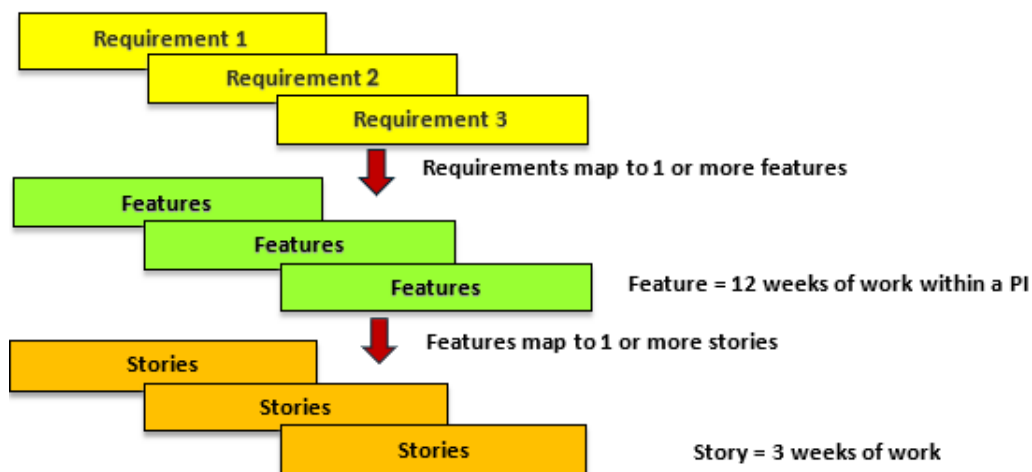 Requirement 1
Requirement 2
Requirement 3
Requirements map to 1 or more features
Features
Features
Features
Feature = 12 weeks of work within a PI
Features map to 1 or more stories
Stories
Stories
Stories
Story = 3 weeks of work